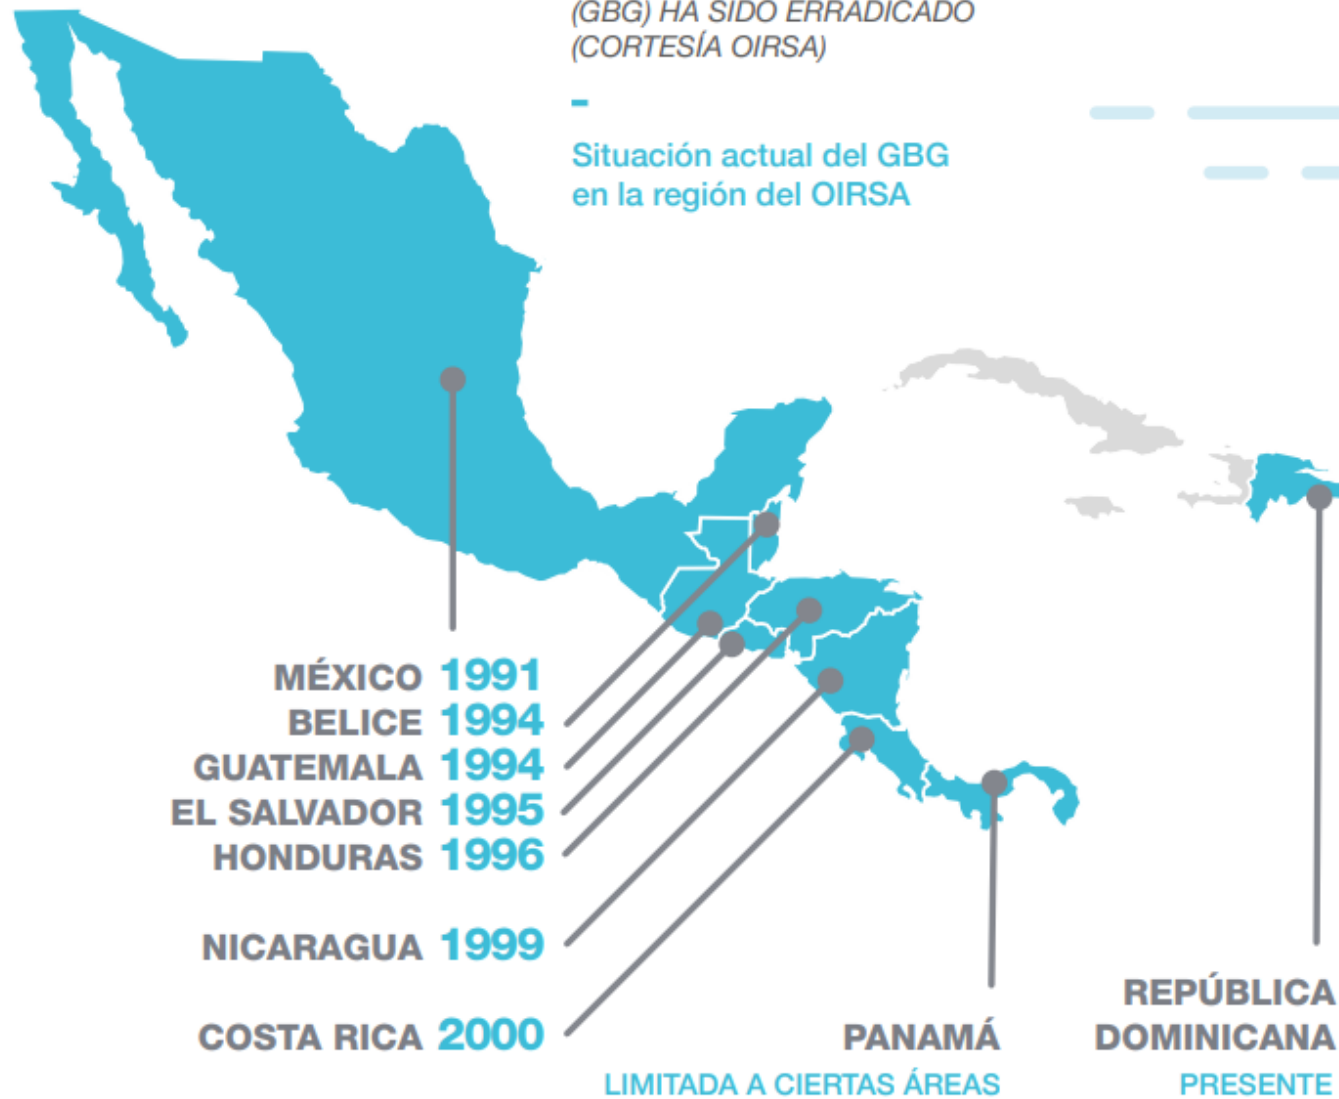 (GBG) HA SIDO ERRADICADO
(CORTESÍA OIRSA)
Situación actual del GBG
en la región del OIRSA
MÉXICO 1991
BELICE 1994
GUATEMALA 1994
EL SALVADOR 1995
HONDURAS 1996
NICARAGUA 1999
COSTA RICA 2000
PANAMÁ
LIMITADA A CIERTAS ÁREAS
REPÚBLICA
DOMINICANA
PRESENTE